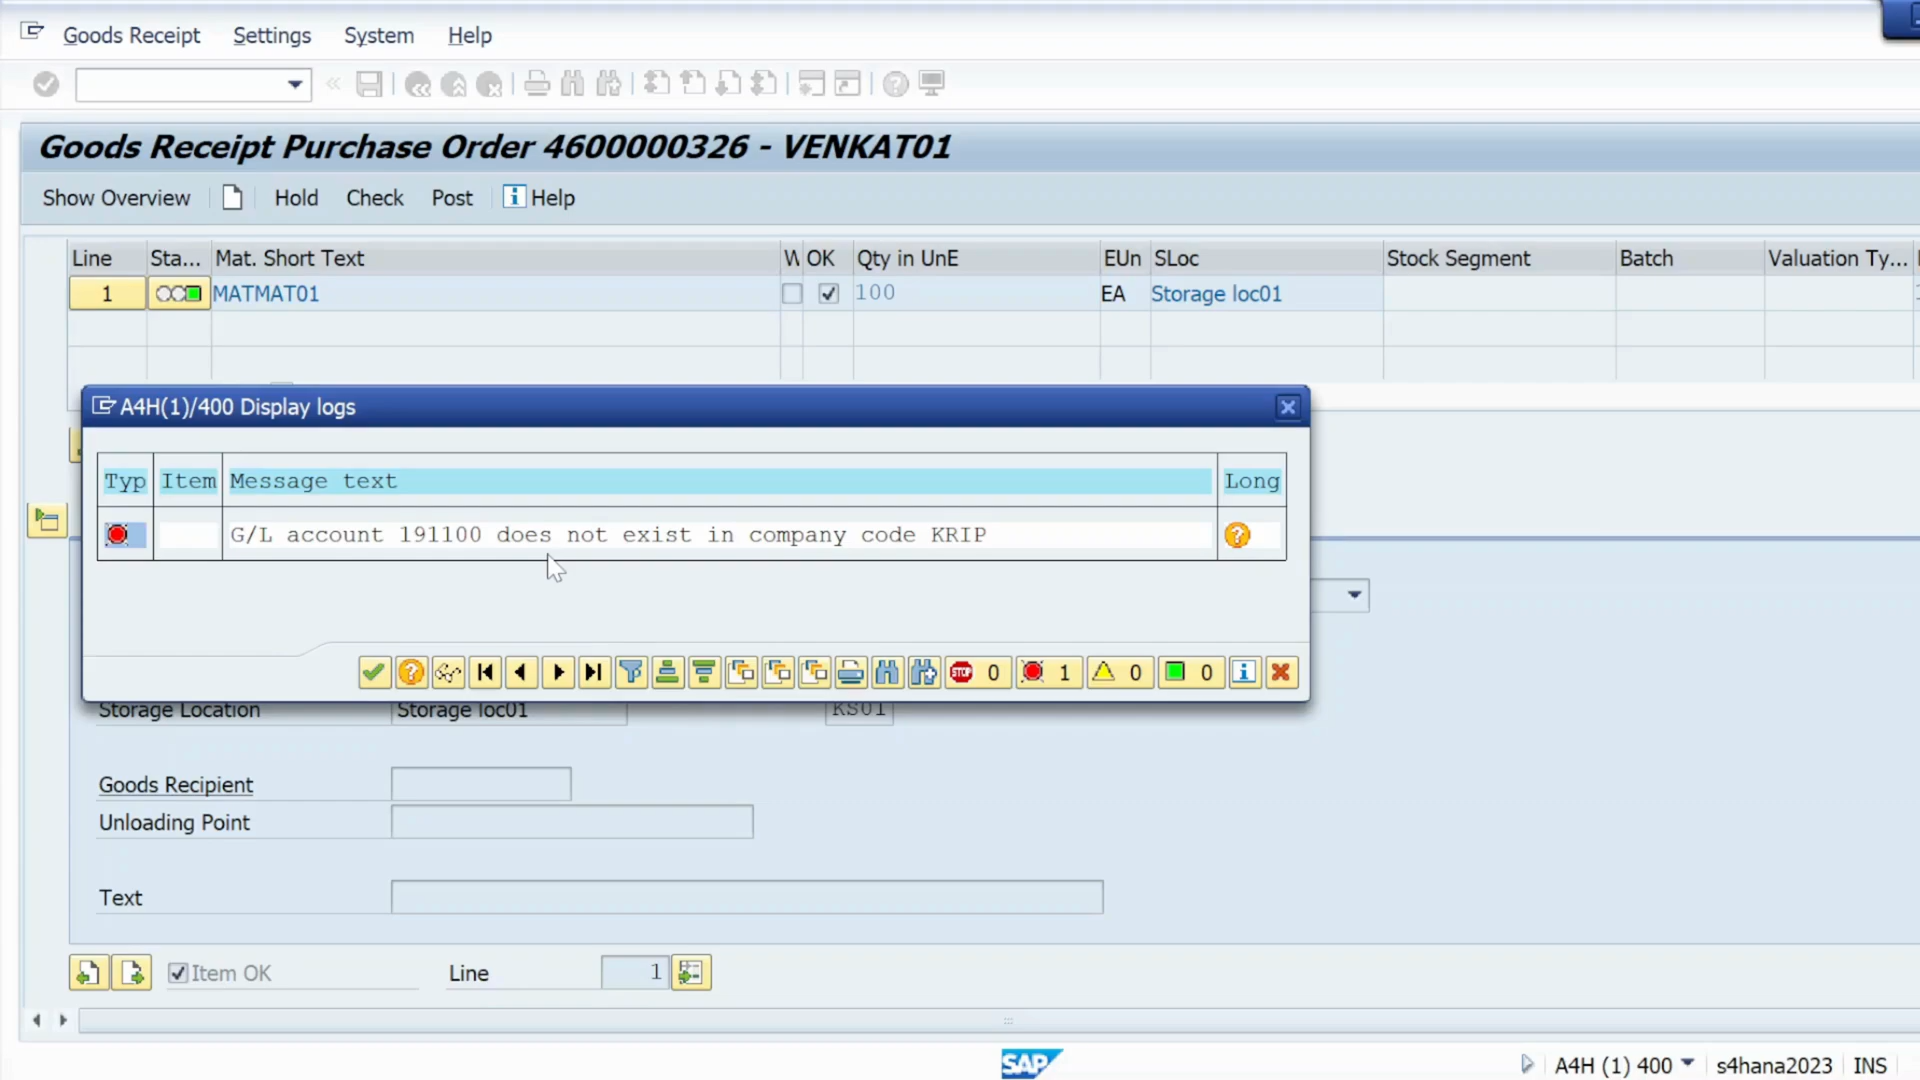 Goods Receipt Settings System Help
Goods Receipt Purchase Order 4600000326 - VENKAT01
Show Overview Hold Check Post Help
Line Sta... Mat. Short Text W OK Qty in UnE EUn SLoc Stock Segment Batch Valuation Ty...
1 MATMAT01 100 EA Storage loc01
A4H(1)/400 Display logs
Typ Item Message text Long
G/L account 191100 does not exist in company code KRIP
STOP 0 1 0 0
Storage Location Storage loc01 KS01
Goods Recipient
Unloading Point
Text
Item OK Line 1
SAP A4H (1) 400 s4hana2023 INS